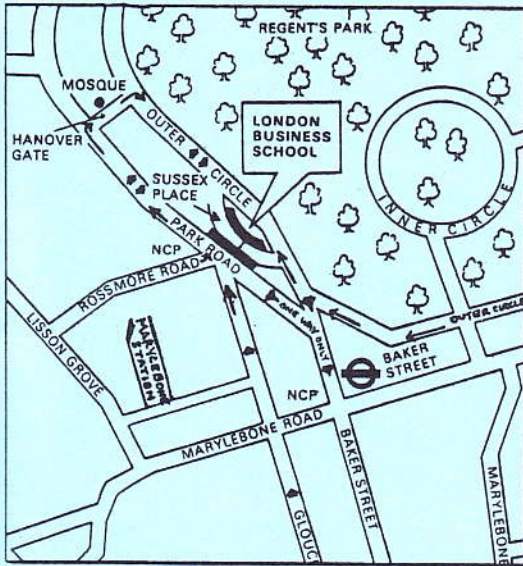 REGENT'S PARK
MOSQUE
HANOVER
GATE
OUTER
CIRCLE
LONDON
BUSINESS
SCHOOL
SUSSEX
PLACE
INNER CIRCLE
PARK ROAD
NCP
ROSSMORE ROAD
LISSON GROVE
MARYLEBONE
STATION
ONE WAY ONLY
OUTER CIRCLE
BAKER
STREET
NCP
MARYLEBONE ROAD
BAKER STREET
GLOUC
MARYLEBONE